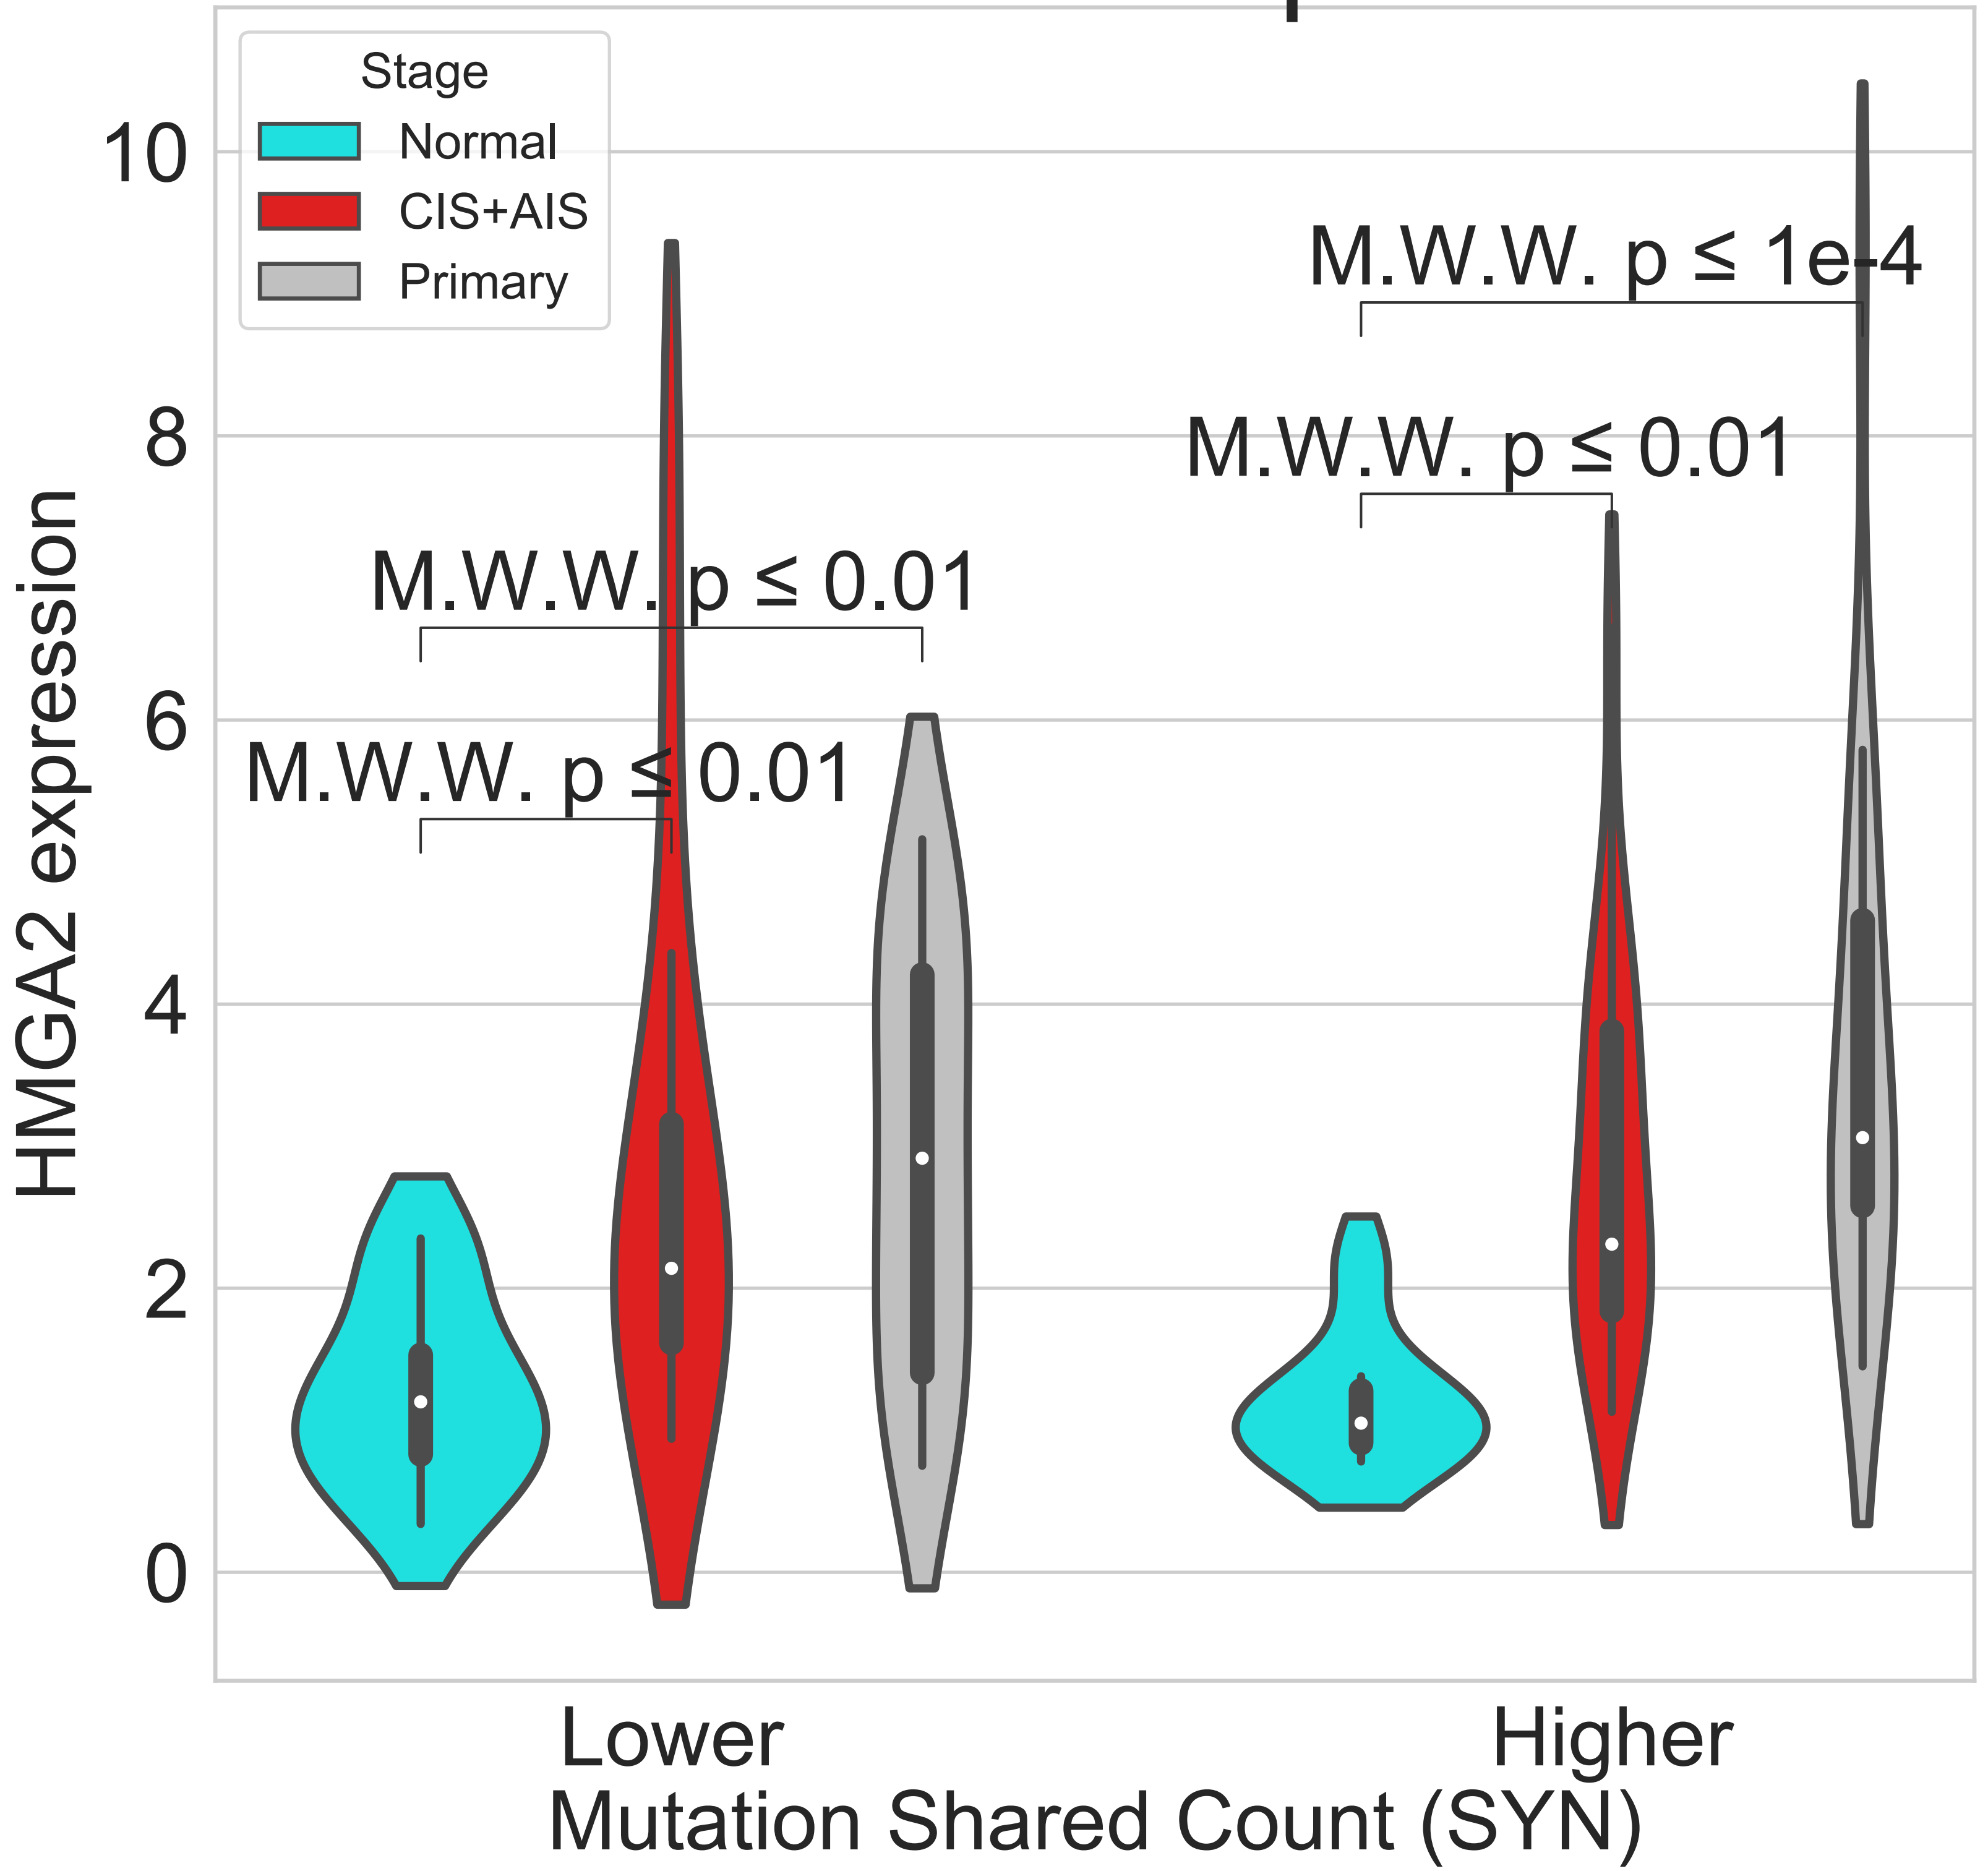 Stage
Normal
CIS+AIS
Primary
10
8
6
4
2
0
HMGA2 expression
M.W.W. p ≤ 1e-4
M.W.W. p ≤ 0.01
M.W.W. p ≤ 0.01
M.W.W. p ≤ 0.01
Lower
Higher
Mutation Shared Count (SYN)